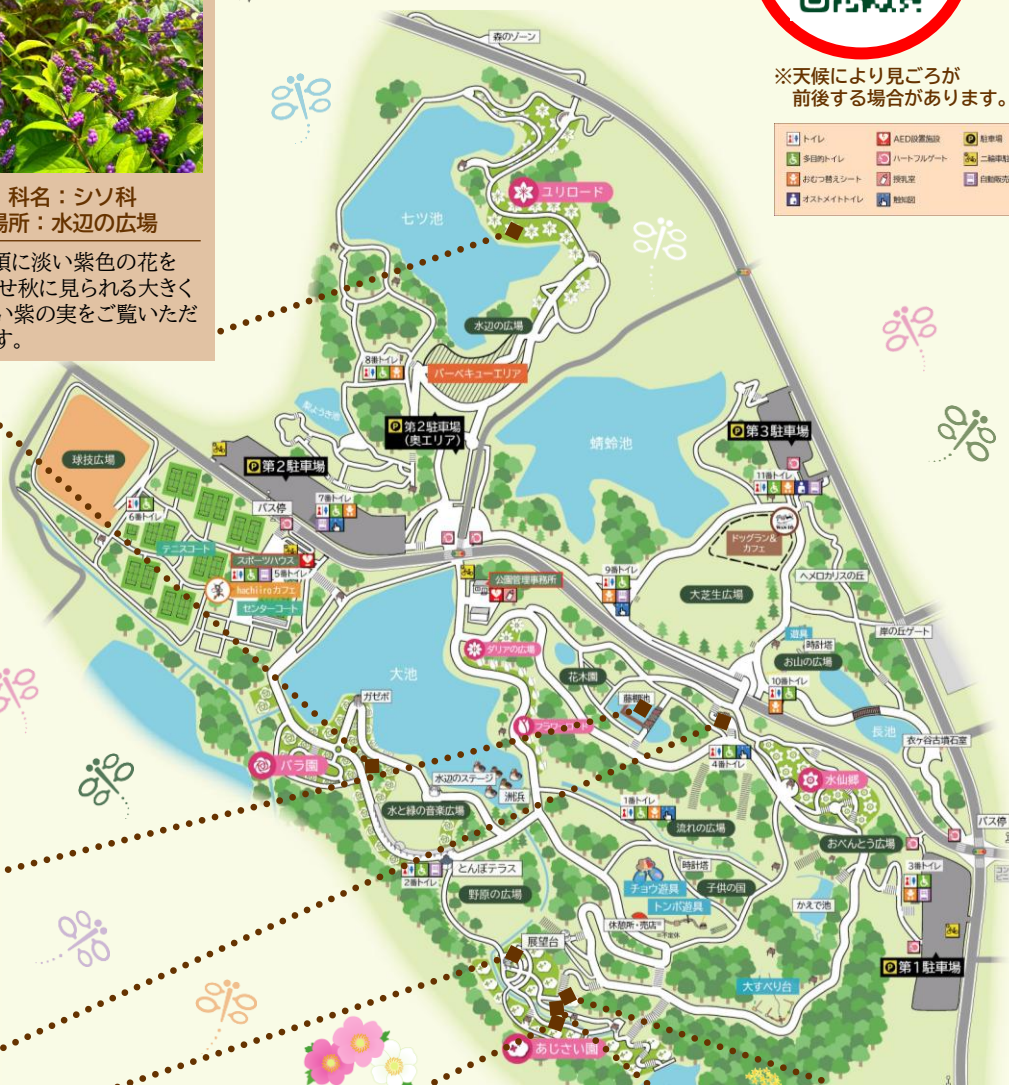 ※天候により見ごろが
前後する場合があります。
トイレ
AED設置施設
駐車場
多目的トイレ
ハートフルゲート
おむつ替えシート
授乳室
オストメイトトイレ
触知図
科名：シソ科
場所：水辺の広場
頃に淡い紫色の花を
せ秋に見られる大きく
い紫の実をご覧いただ
す。
森のゾーン
ユリロード
七ツ池
水辺の広場
8番トイレ
バーベキューエリア
第2駐車場
（奥エリア）
蜻蛉池
第3駐車場
11番トイレ
ドッグラン&
カフェ
球技広場
第2駐車場
7番トイレ
バス停
6番トイレ
テニスコート
スポーツハウス
5番トイレ
hachiiroカフェ
センターコート
公園管理事務所
9番トイレ
大芝生広場
ヘメロカリスの丘
岸の丘ゲート
遊具
時計塔
お山の広場
10番トイレ
長池
衣ヶ谷古墳石室
大池
ダリアの広場
花木園
藤棚池
ガゼボ
バラ園
水辺のステージ
洲浜
4番トイレ
水仙郷
水と緑の音楽広場
1番トイレ
流れの広場
おべんとう広場
バス停
とんぼテラス
2番トイレ
野原の広場
時計塔
チョウ遊具
子供の国
トンボ遊具
3番トイレ
かえで池
休憩所・売店
展望台
第1駐車場
大すべり台
あじさい園